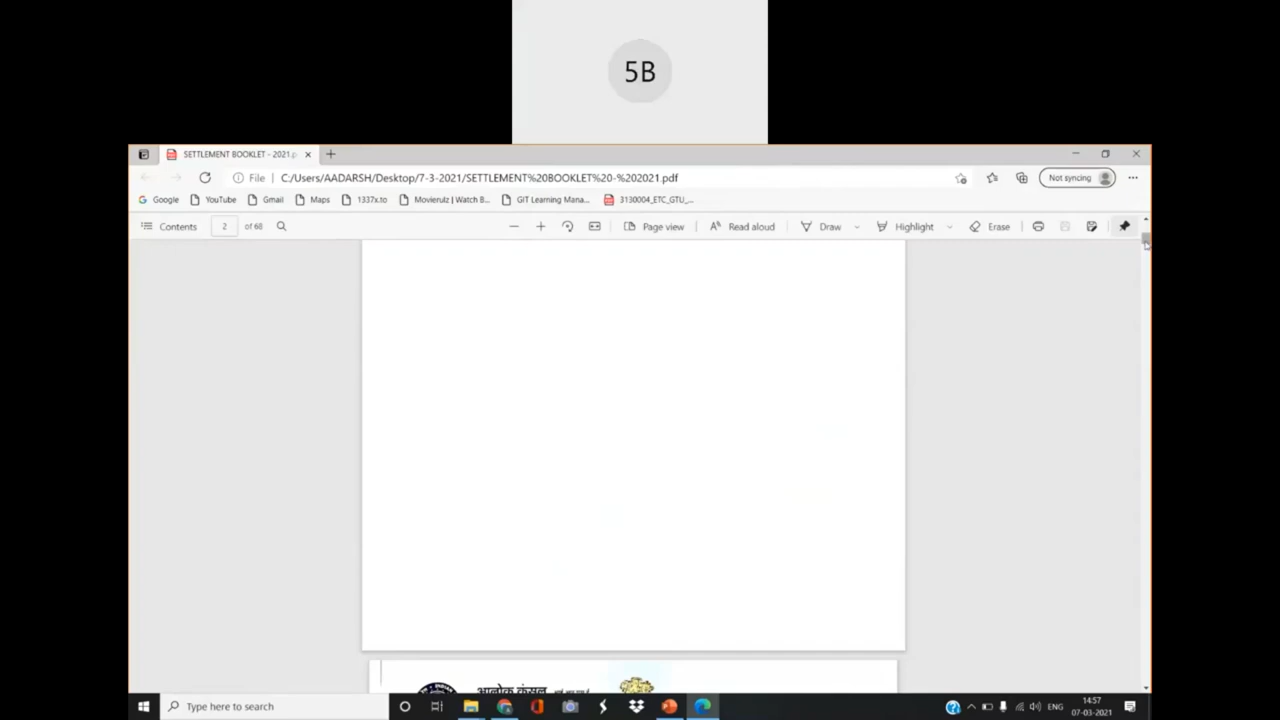 5B
SETTLEMENT BOOKLET - 2021.p
File C:/Users/AADARSH/Desktop/7-3-2021/SETTLEMENT%20BOOKLET%20-%202021.pdf Not syncing
Google YouTube Gmail Maps 1337x.to Movierulz | Watch B... GIT Learning Mana... 3130004_ETC_GTU_...
Contents 2 of 68 Page view Read aloud Draw Highlight Erase
आलोक कंसल
Type here to search ENG 14:57
07-03-2021